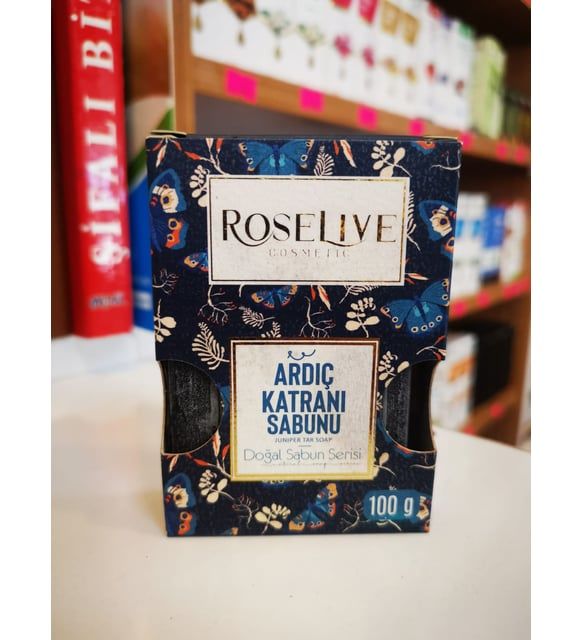 ŞİFALI Bİ
ROSELIVE
COSMETIC
ARDIÇ
KATRANI
SABUNU
JUNIPER TAR SOAP
Doğal Sabun Serisi
100 g